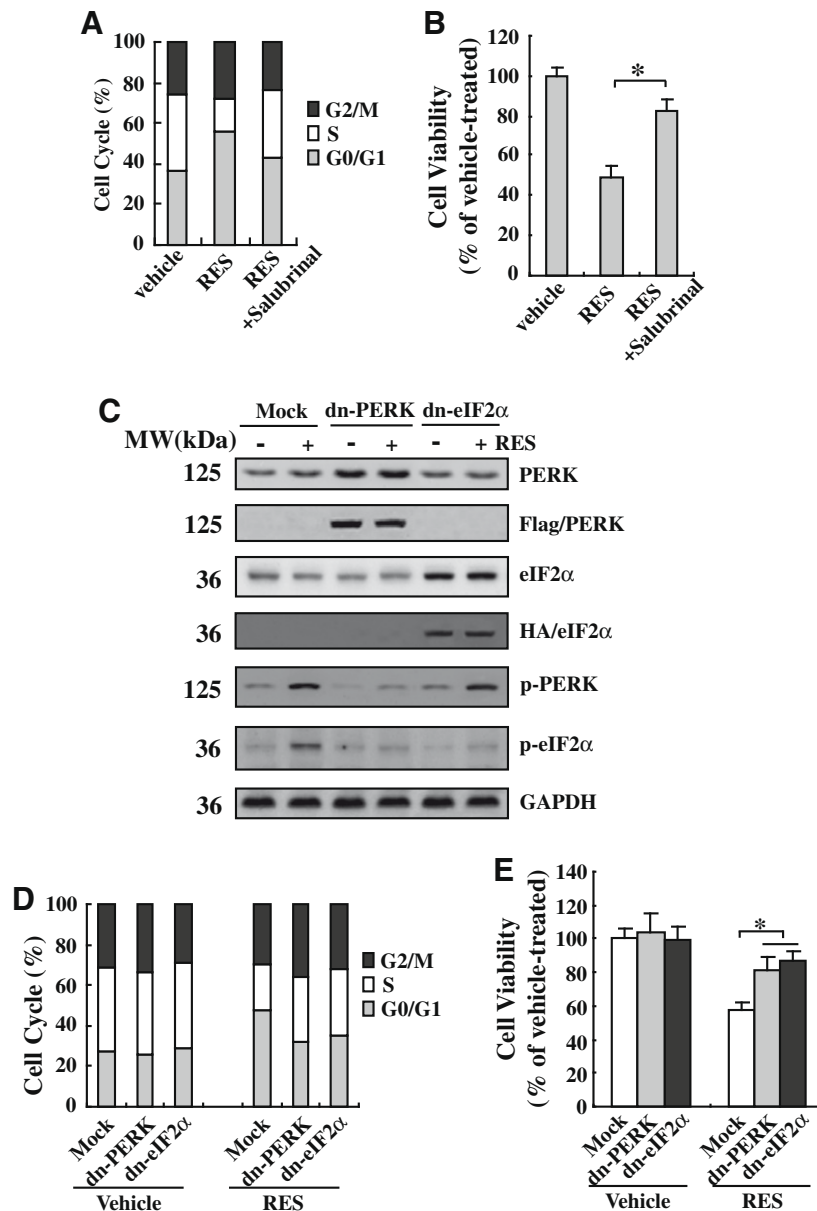 A
100
80
60
40
20
0
Cell Cycle (%)
G2/M
S
G0/G1
vehicle
RES
RES
+Salubrinal
B
120
100
80
60
40
20
0
Cell Viability
(% of vehicle-treated)
*
vehicle
RES
RES
+Salubrinal
C
Mock dn-PERK dn-eIF2α
MW(kDa) - + - + - + RES
125 PERK
125 Flag/PERK
36 eIF2α
36 HA/eIF2α
125 p-PERK
36 p-eIF2α
36 GAPDH
D
100
80
60
40
20
0
Cell Cycle (%)
G2/M
S
G0/G1
Mock
dn-PERK
dn-eIF2α
Vehicle
Mock
dn-PERK
dn-eIF2α
RES
E
140
120
100
80
60
40
20
0
Cell Viability
(% of vehicle-treated)
*
Mock
dn-PERK
dn-eIF2α
Vehicle
Mock
dn-PERK
dn-eIF2α
RES